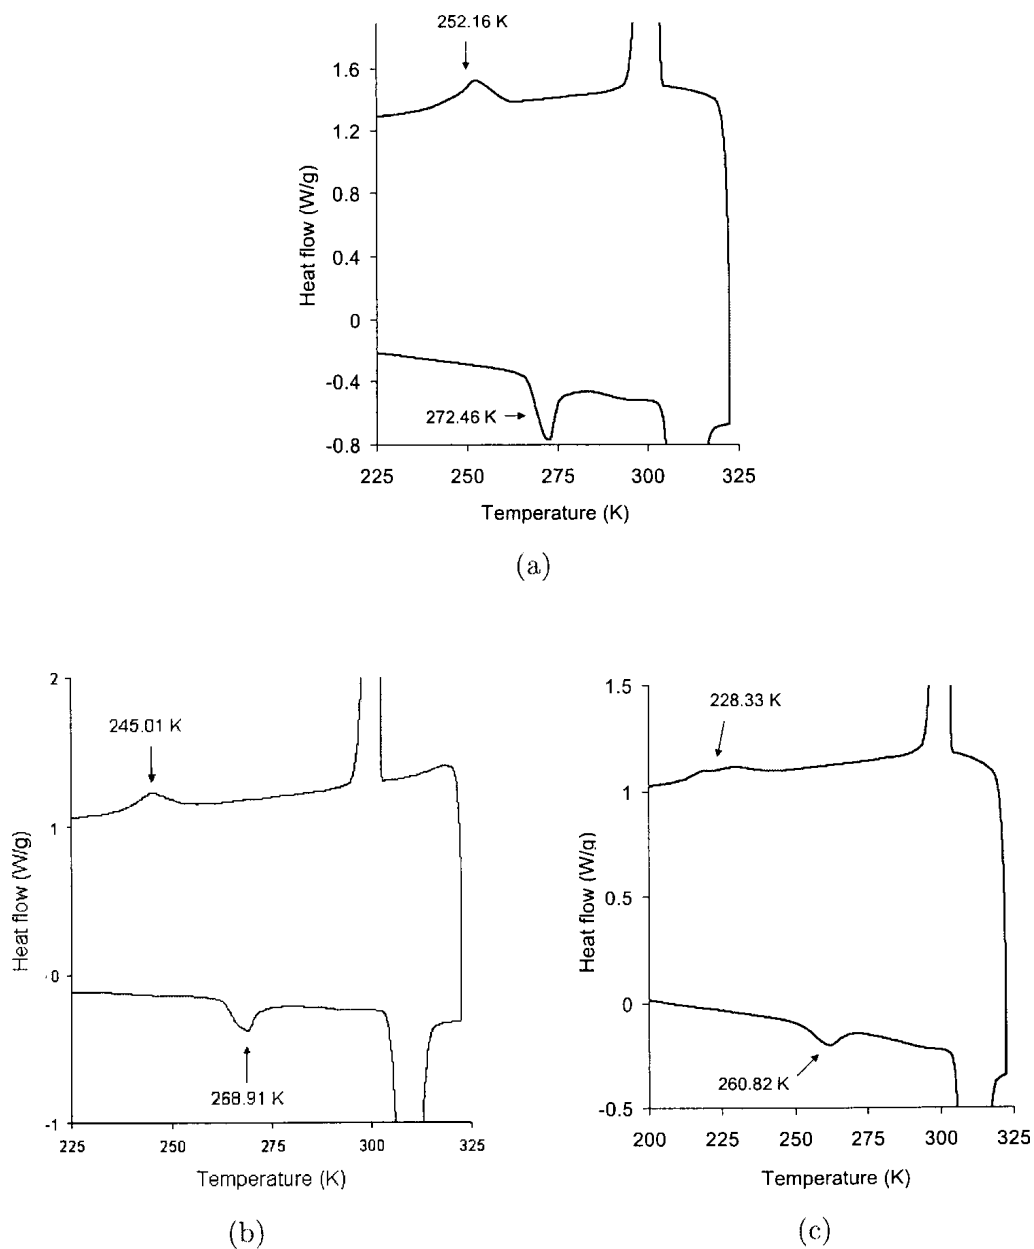 252.16 K
1.6
1.2
0.8
0.4
0
-0.4
-0.8
Heat flow (W/g)
272.46 K
225 250 275 300 325
Temperature (K)
(a)
2
1
0
-1
Heat flow (W/g)
245.01 K
268.91 K
225 250 275 300 325
Temperature (K)
(b)
1.5
1
0.5
0
-0.5
Heat flow (W/g)
228.33 K
260.82 K
200 225 250 275 300 325
Temperature (K)
(c)